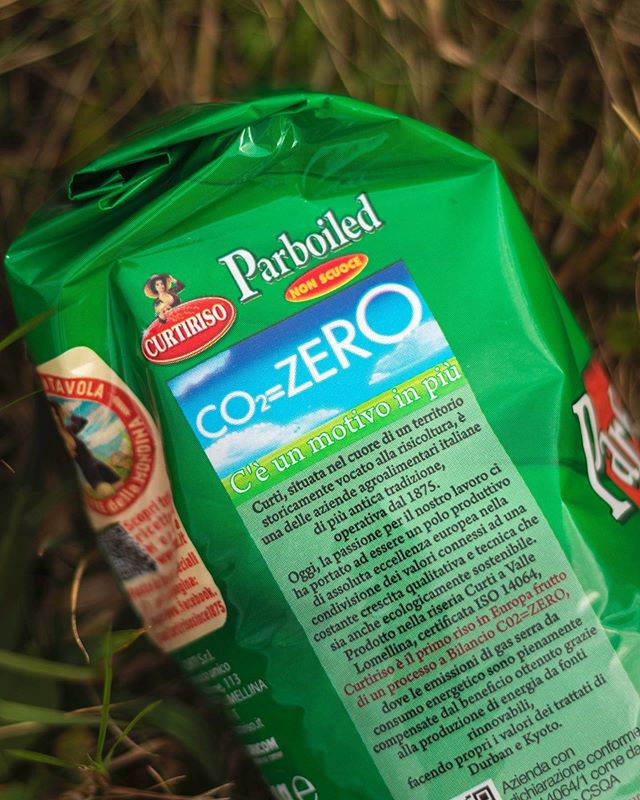 Parboiled
NON SCUOCE
CURTIRISO
CO2=ZERO
C'è un motivo in più
Curti, situata nel cuore di un territorio
storicamente vocato alla risicoltura, è
una delle aziende agroalimentari italiane
di più antica tradizione,
operativa dal 1875.
Oggi, la passione per il nostro lavoro ci
ha portato ad essere un polo produttivo
di assoluta eccellenza europea nella
condivisione dei valori connessi ad una
costante crescita qualitativa e tecnica che
sia anche ecologicamente sostenibile.
Prodotto nella riseria Curti a Valle
Lomellina, certificata ISO 14064,
Curtiriso è il primo riso in Europa frutto
di un processo a Bilancio C02=ZERO,
dove le emissioni di gas serra da
consumo energetico sono pienamente
compensate dal beneficio ottenuto grazie
alla produzione di energia da fonti
rinnovabili,
facendo propri i valori dei trattati di
Durban e Kyoto.
Azienda con
CSQA
TAVOLA
della NONNA
113